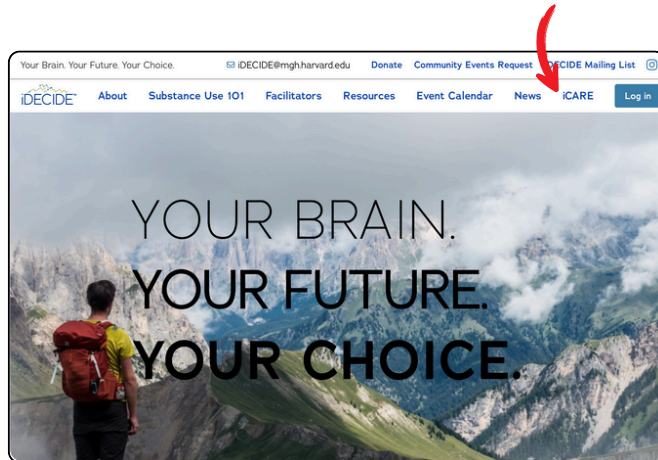 Your Brain. Your Future. Your Choice. iDECIDE@mgh.harvard.edu Donate Community Events Request iDECIDE Mailing List
iDECIDE™ About Substance Use 101 Facilitators Resources Event Calendar News iCARE Log in
YOUR BRAIN.
YOUR FUTURE.
YOUR CHOICE.